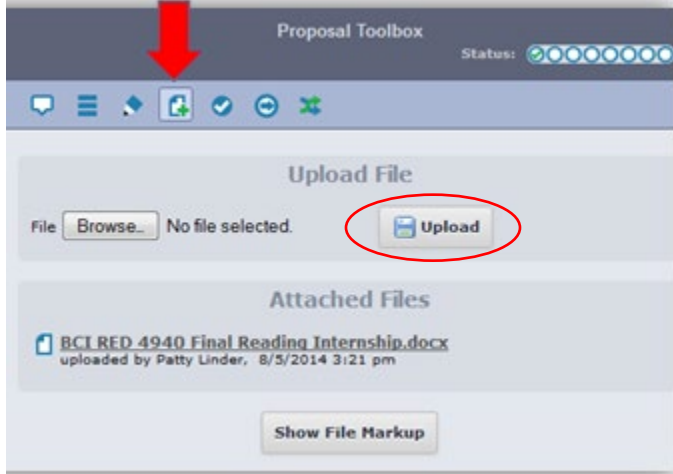 Proposal Toolbox
Status:
Upload File
File Browse.. No file selected. Upload
Attached Files
BCI RED 4940 Final Reading Internship.docx
uploaded by Patty Linder, 8/5/2014 3:21 pm
Show File Markup